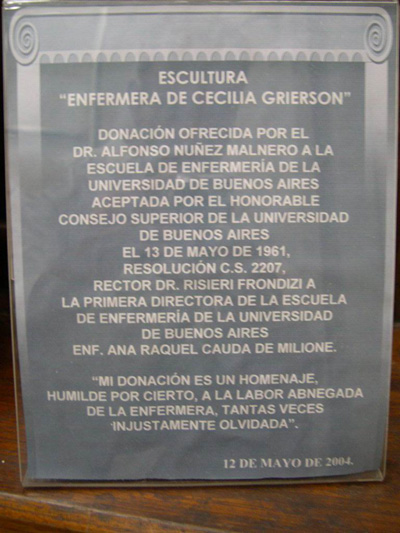 ESCULTURA
"ENFERMERA DE CECILIA GRIERSON"
DONACIÓN OFRECIDA POR EL
DR. ALFONSO NUÑEZ MALNERO A LA
ESCUELA DE ENFERMERÍA DE LA
UNIVERSIDAD DE BUENOS AIRES
ACEPTADA POR EL HONORABLE
CONSEJO SUPERIOR DE LA UNIVERSIDAD
DE BUENOS AIRES
EL 13 DE MAYO DE 1961,
RESOLUCIÓN C.S. 2207,
RECTOR DR. RISIERI FRONDIZI A
LA PRIMERA DIRECTORA DE LA ESCUELA
DE ENFERMERÍA DE LA UNIVERSIDAD
DE BUENOS AIRES
ENF. ANA RAQUEL CAUDA DE MILIONE.
"MI DONACIÓN ES UN HOMENAJE,
HUMILDE POR CIERTO, A LA LABOR ABNEGADA
DE LA ENFERMERA, TANTAS VECES
INJUSTAMENTE OLVIDADA".
12 DE MAYO DE 2004.